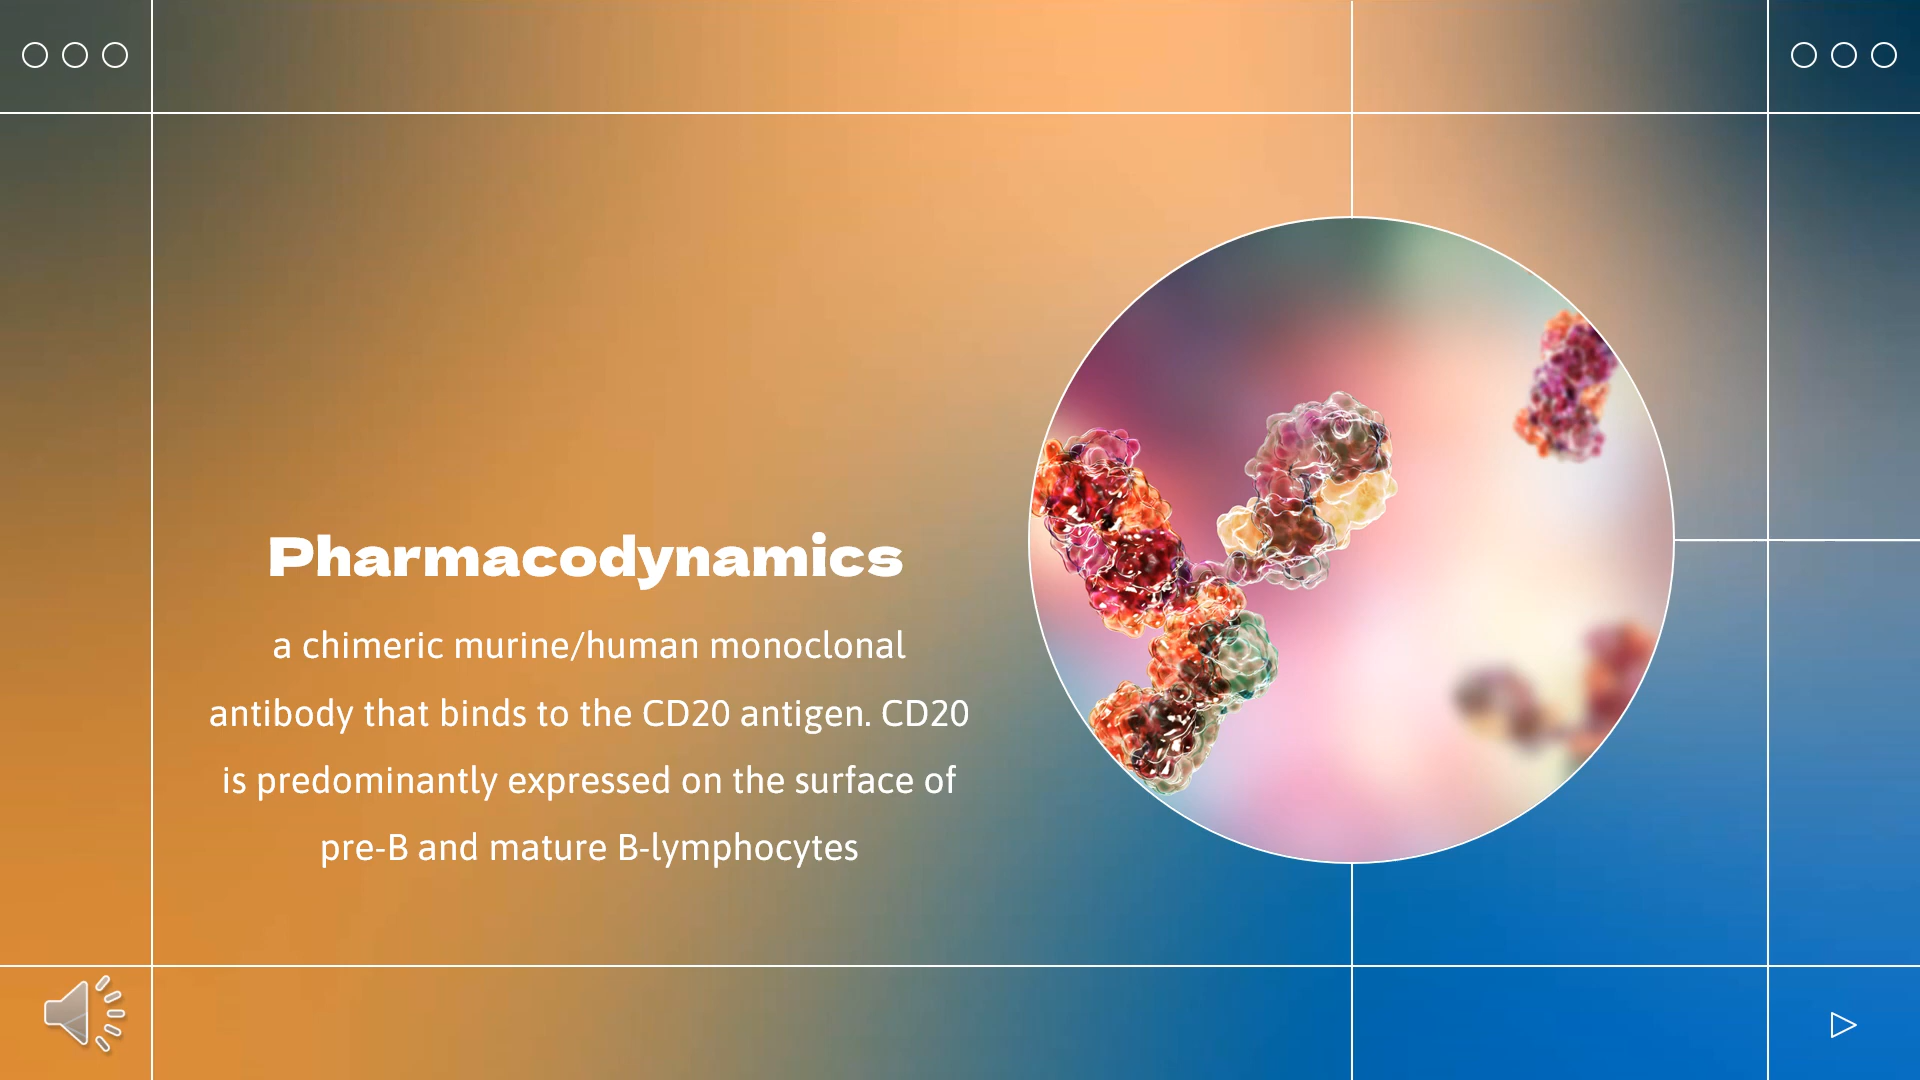 Pharmacodynamics
a chimeric murine/human monoclonal
antibody that binds to the CD20 antigen. CD20
is predominantly expressed on the surface of
pre-B and mature B-lymphocytes